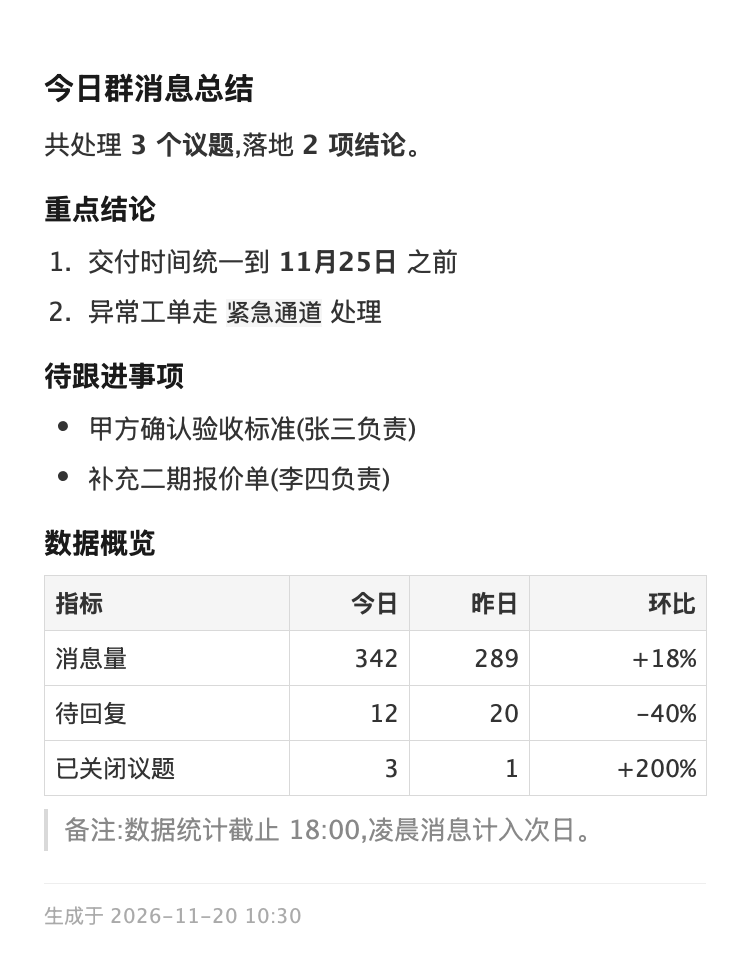 今日群消息总结
共处理 3 个议题,落地 2 项结论。
重点结论
1. 交付时间统一到 11月25日 之前
2. 异常工单走 紧急通道 处理
待跟进事项
• 甲方确认验收标准(张三负责)
• 补充二期报价单(李四负责)
数据概览
指标 今日 昨日 环比
消息量 342 289 +18%
待回复 12 20 -40%
已关闭议题 3 1 +200%
备注:数据统计截止 18:00,凌晨消息计入次日。
生成于 2026-11-20 10:30